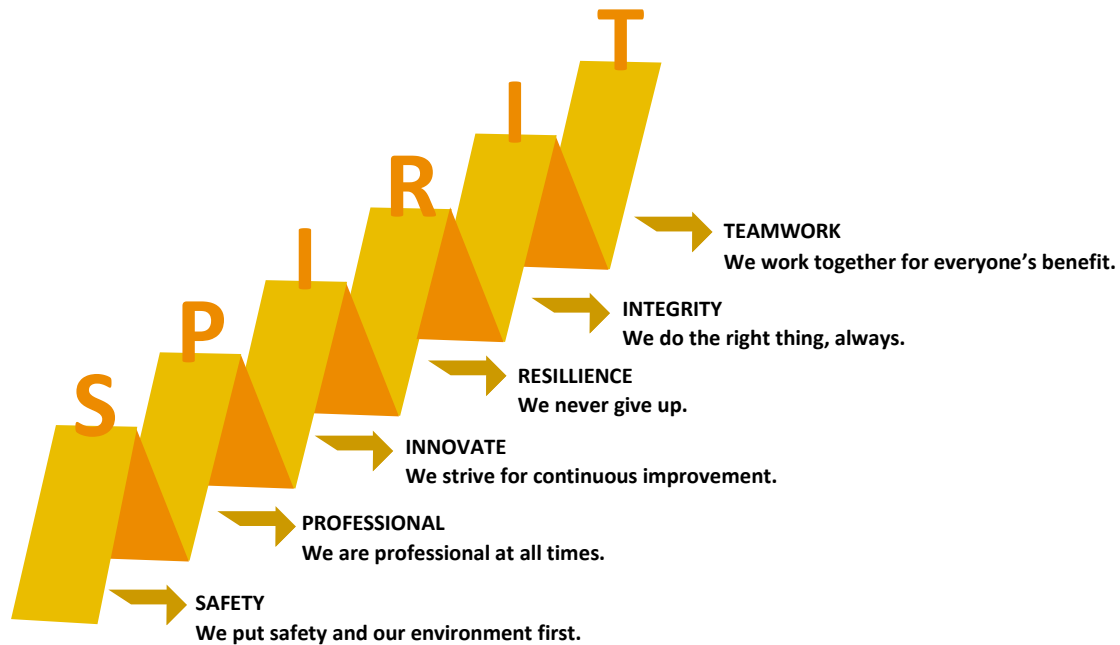 T
I
R
I
P
S
TEAMWORK
We work together for everyone’s benefit.
INTEGRITY
We do the right thing, always.
RESILLIENCE
We never give up.
INNOVATE
We strive for continuous improvement.
PROFESSIONAL
We are professional at all times.
SAFETY
We put safety and our environment first.